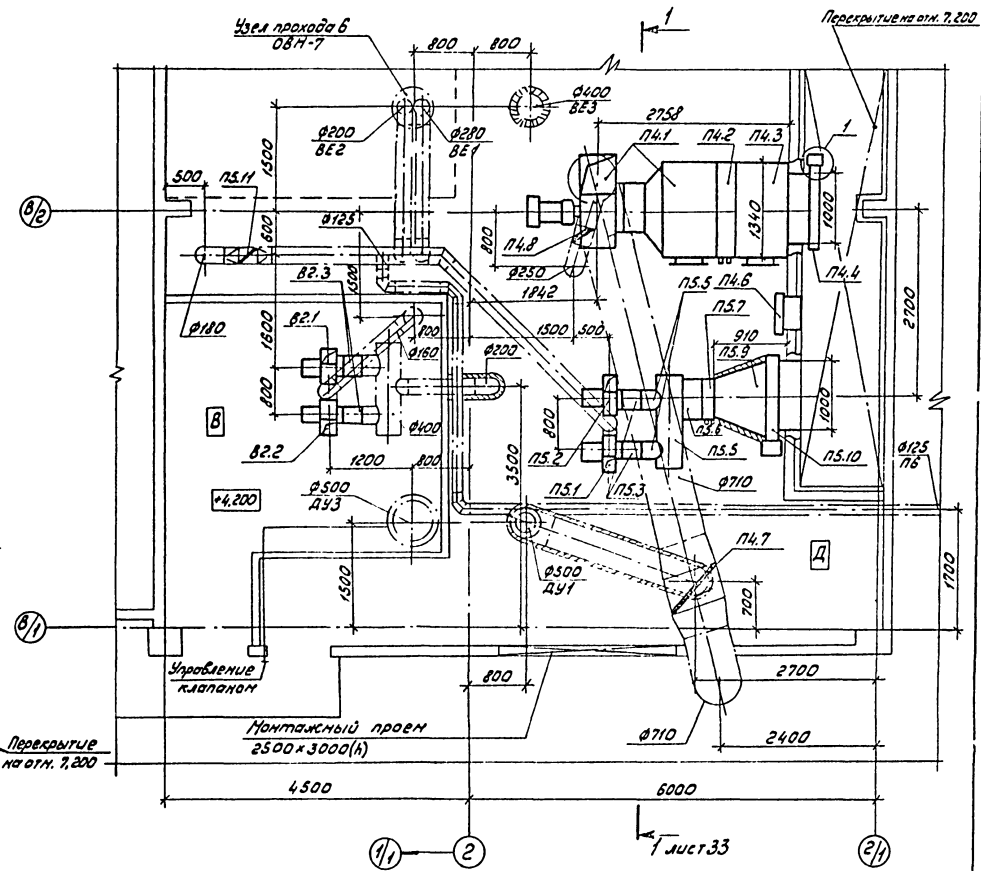 Узел прохода 6
ОВН-7
1
Перекрытие на отм. 7,200
800
800
Ф200
ВЕ2
Ф280
ВЕ1
Ф400
ВЕ3
2758
П4.1
П4.2
П4.3
1
1500
500
П5.11
В/2
600
Ф125
800
П4.8
1340
1000
П4.4
Ф250
1842
П4.6
П5.5
П5.7
2700
Ф180
В2.3
1500
1600
В2.1
800
1500
500
910
П5.9
Ф160
Ф200
800
В
Ф400
800
1000
В2.2
1200
800
3500
П5.2
П5.6
П5.5
П5.10
Ф125
П6
+4,200
Ф500
ДУ3
П5.1
П5.3
Ф710
П4.7
Д
1500
Ф500
ДУ1
700
1700
В/1
Управление
клапаном
800
2700
Монтажный проем
2500×3000(h)
Ф710
2400
Перекрытие
на отм. 7,200
4500
6000
1/1
2
1 лист 33
2/1